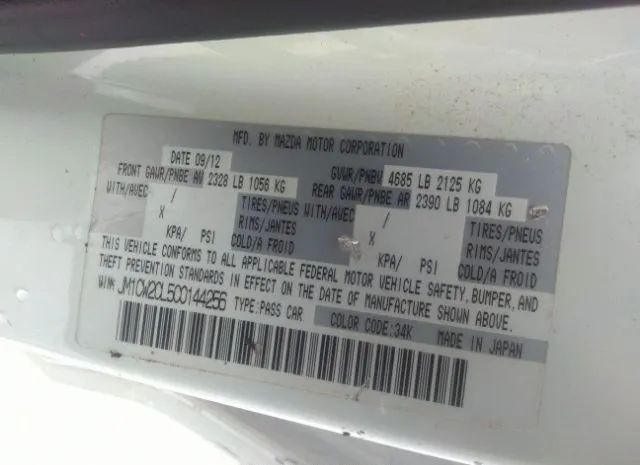 MFD. BY MAZDA MOTOR CORPORATION
DATE 09/12 GVWR/PNBV 4685 LB 2125 KG
FRONT GAWR/PNBE AV 2328 LB 1056 KG REAR GAWR/PNBE AR 2390 LB 1084 KG
WITH/AVEC / TIRES/PNEUS WITH/AVEC / TIRES/PNEUS
X RIMS/JANTES X RIMS/JANTES
KPA/ PSI COLD/A FROID KPA/ PSI COLD/A FROID
THIS VEHICLE CONFORMS TO ALL APPLICABLE FEDERAL MOTOR VEHICLE SAFETY, BUMPER, AND
THEFT PREVENTION STANDARDS IN EFFECT ON THE DATE OF MANUFACTURE SHOWN ABOVE.
JM1CW2CL5C0144256 TYPE:PASS CAR COLOR CODE:34K MADE IN JAPAN